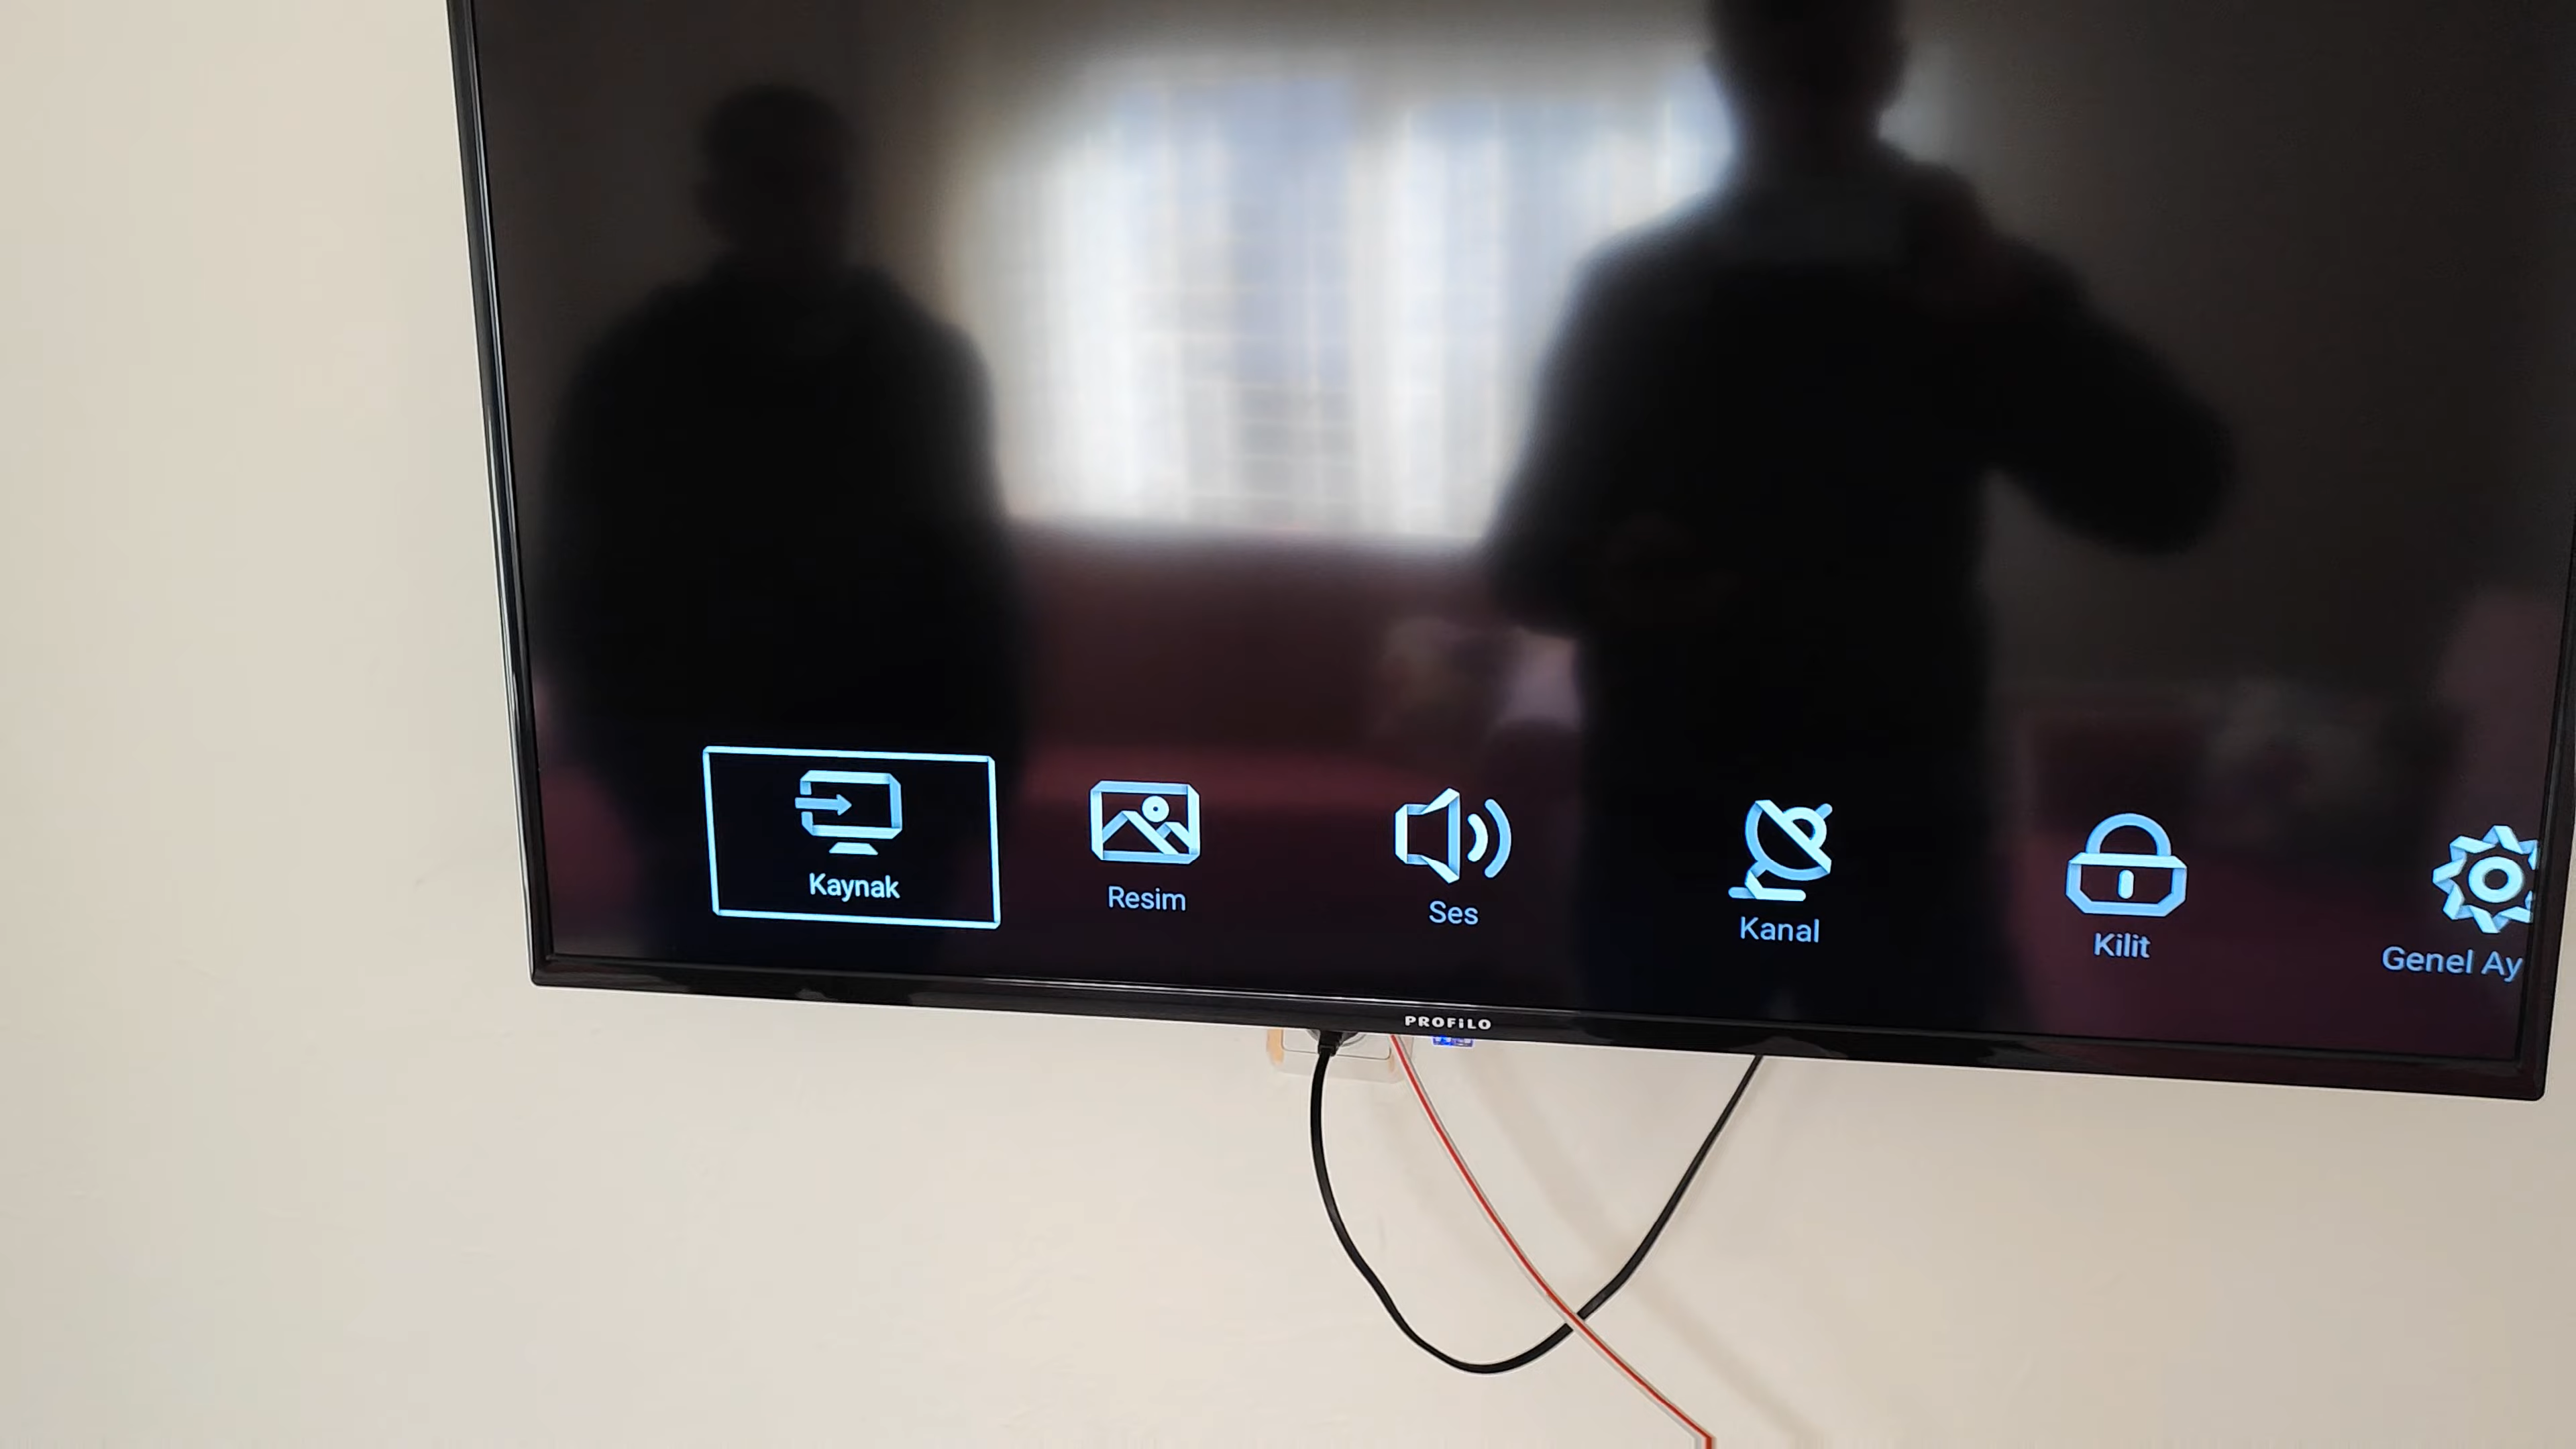 Kaynak
Resim
Ses
Kanal
Kilit
Genel Ay
PROFiLO